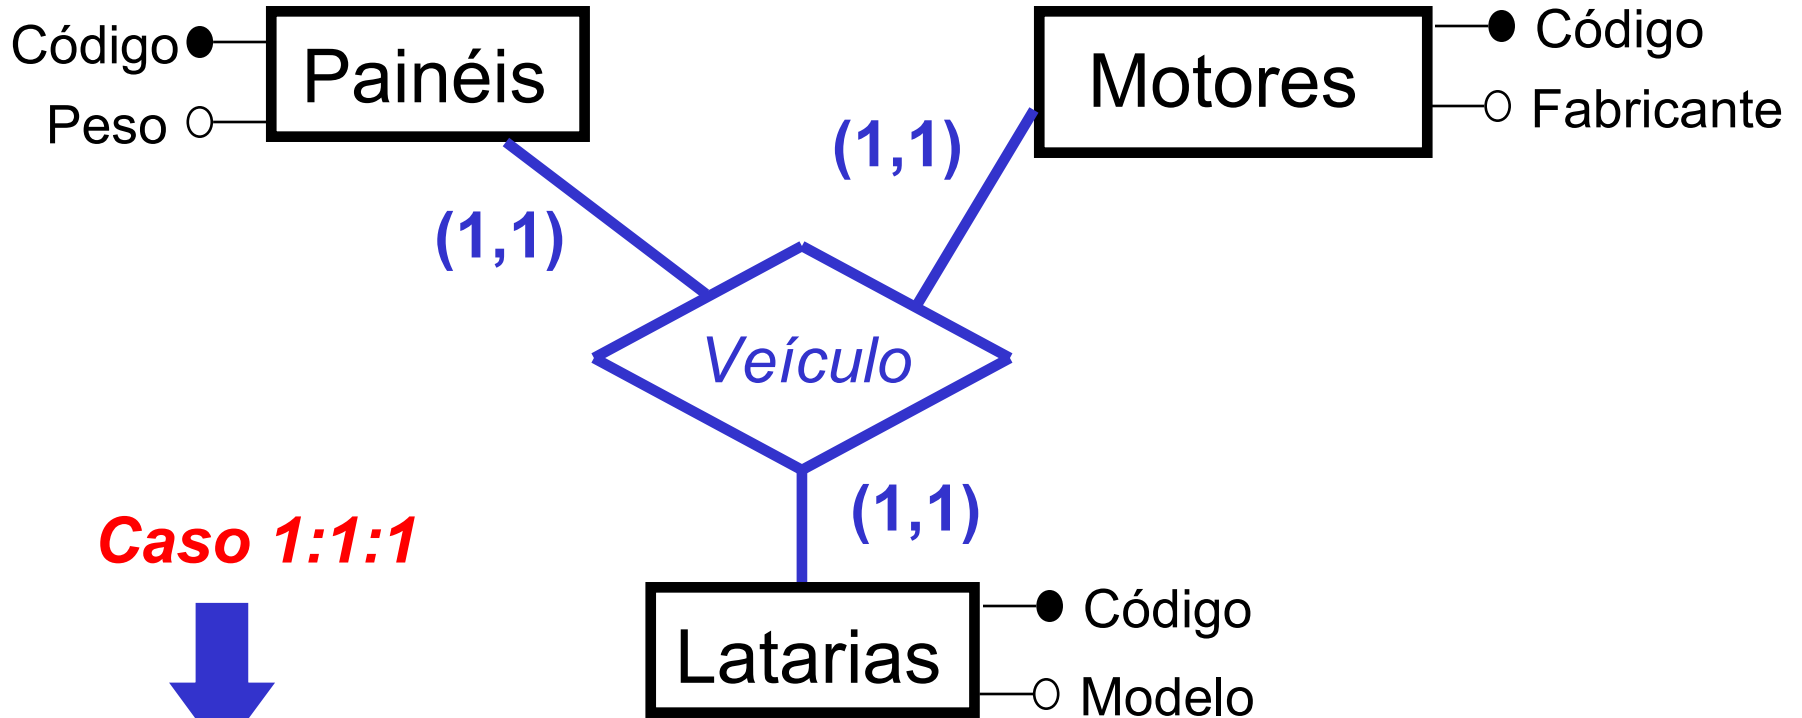 Código
Painéis
Peso
Motores
Código
Fabricante
(1,1)
(1,1)
Veículo
(1,1)
Caso 1:1:1
Latarias
Código
Modelo